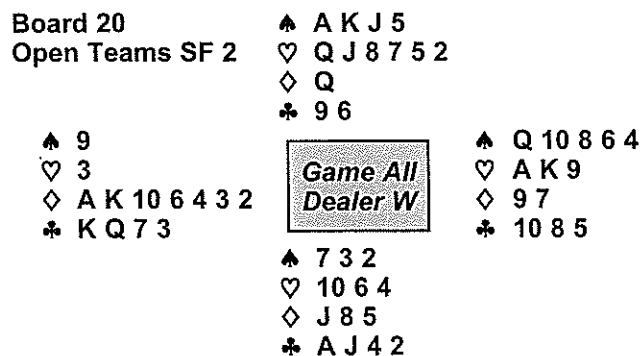 Board 20 ♠ A K J 5
Open Teams SF 2 ♥ Q J 8 7 5 2
♢ Q
♣ 9 6
♠ 9 Game All ♠ Q 10 8 6 4
♥ 3 Dealer W ♥ A K 9
♢ A K 10 6 4 3 2 ♢ 9 7
♣ K Q 7 3 ♣ 10 8 5
♠ 7 3 2
♡ 10 6 4
♢ J 8 5
♣ A J 4 2